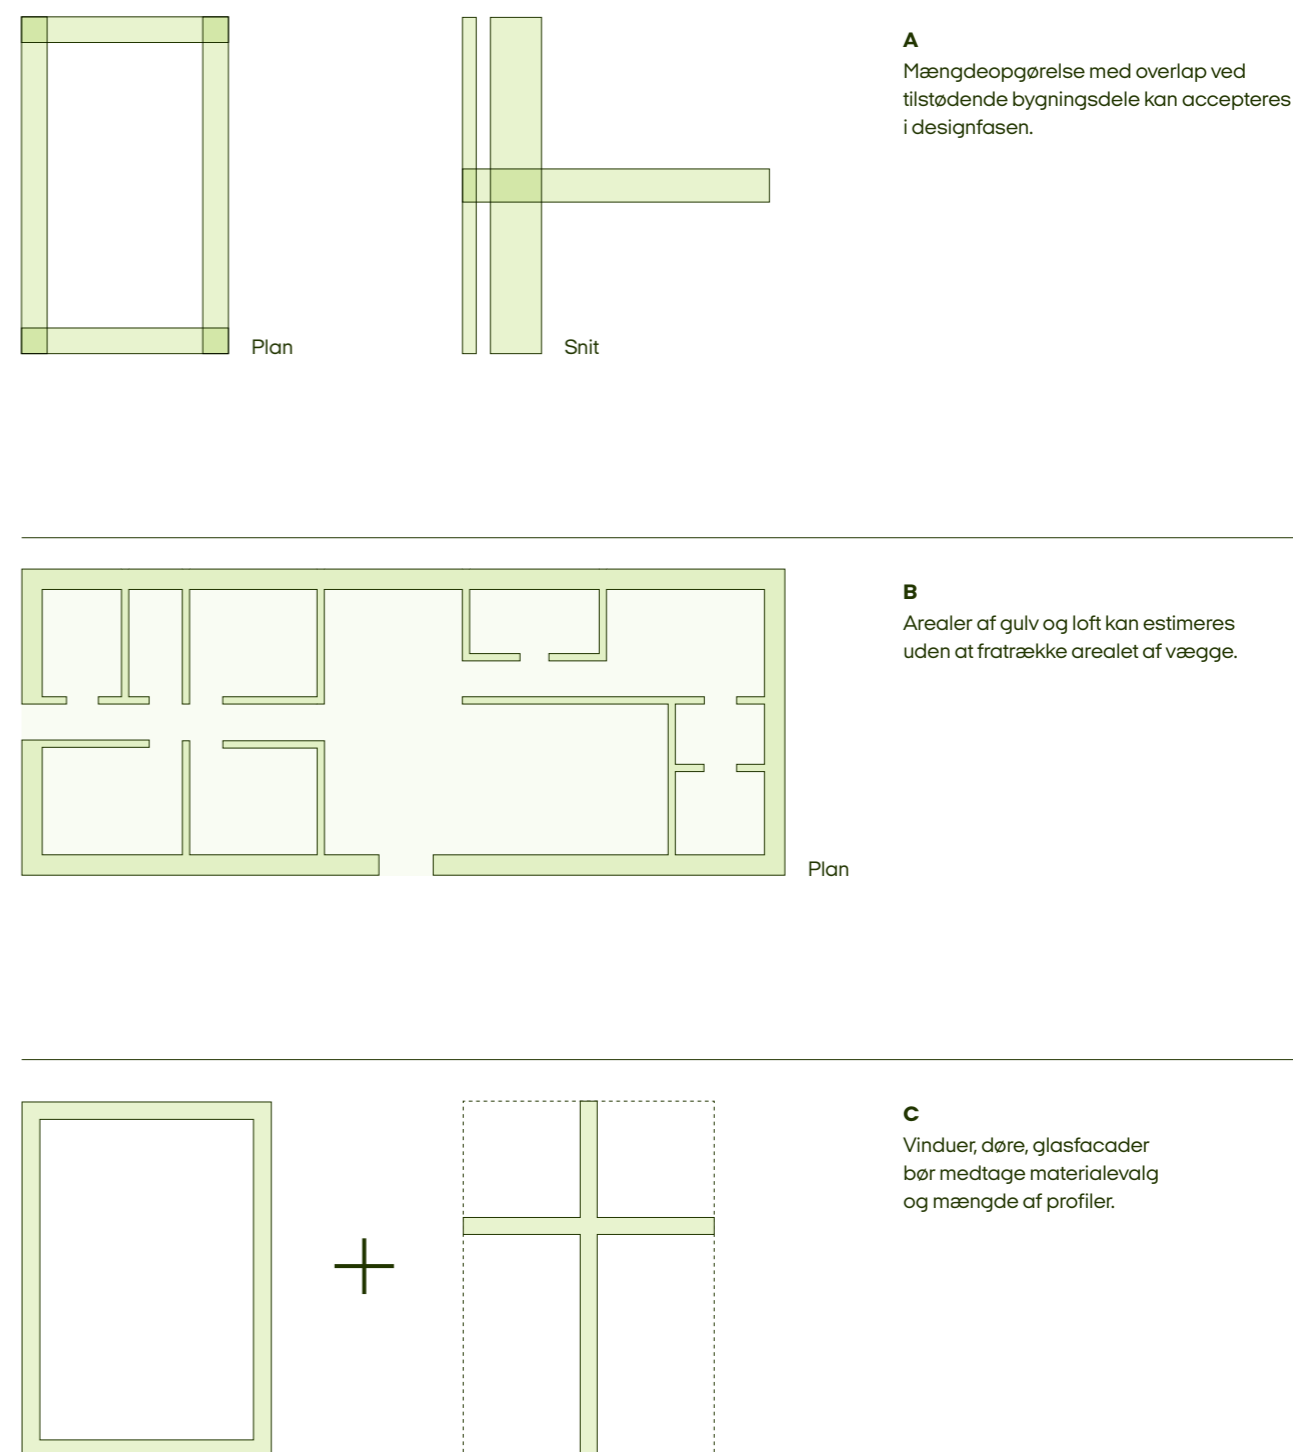 A
Mængdeopgørelse med overlap ved
tilstødende bygningsdele kan accepteres
i designfasen.
Plan
Snit
B
Arealer af gulv og loft kan estimeres
uden at fratrække arealet af vægge.
Plan
C
Vinduer, døre, glasfacader
bør medtage materialevalg
og mængde af profiler.